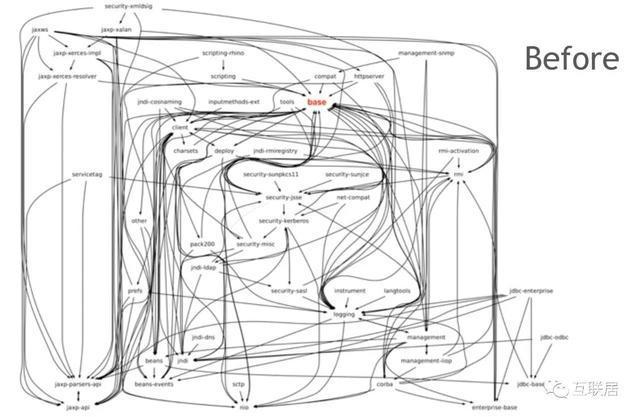 security-xmldsig
jaxws
jaxp-xalan
jaxp-xerces-impl
scripting-rhino
management-snmp
Before
jaxp-xerces-resolver
scripting
compat
httpserver
jndi-cosnaming
inputmethods-ext
tools
base
client
charsets
deploy
jndi-rmiregistry
rmi-activation
servicetag
security-sunpkcs11
security-sunjce
rmi
security-jsse
net-compat
other
security-kerberos
pack200
security-misc
jndi-ldap
prefs
security-sasl
instrument
langtools
jdbc-enterprise
logging
jndi-dns
management
jdbc-odbc
beans
jndi
management-iiop
jaxp-parsers-api
beans-events
sctp
corba
jdbc-base
互联居
jaxp-api
nio
enterprise-base